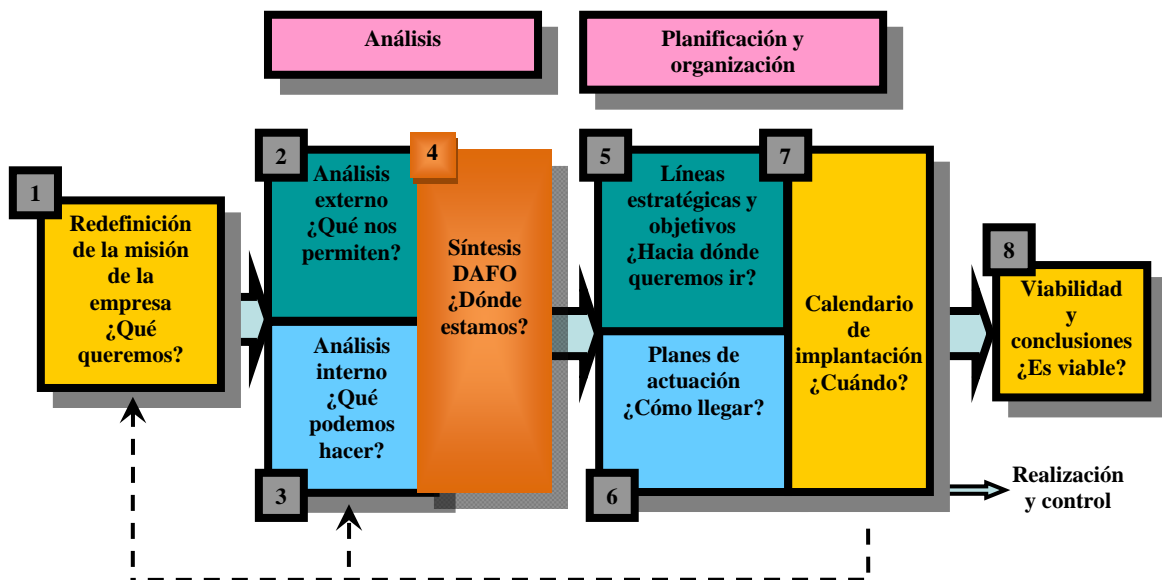 Análisis
Planificación y
organización
1
Redefinición
de la misión
de la
empresa
¿Qué
queremos?
2
Análisis
externo
¿Qué nos
permiten?
3
Análisis
interno
¿Qué
podemos
hacer?
4
Síntesis
DAFO
¿Dónde
estamos?
5
Líneas
estratégicas y
objetivos
¿Hacia dónde
queremos ir?
6
Planes de
actuación
¿Cómo llegar?
7
Calendario
de
implantación
¿Cuándo?
8
Viabilidad
y
conclusiones
¿Es viable?
Realización
y control